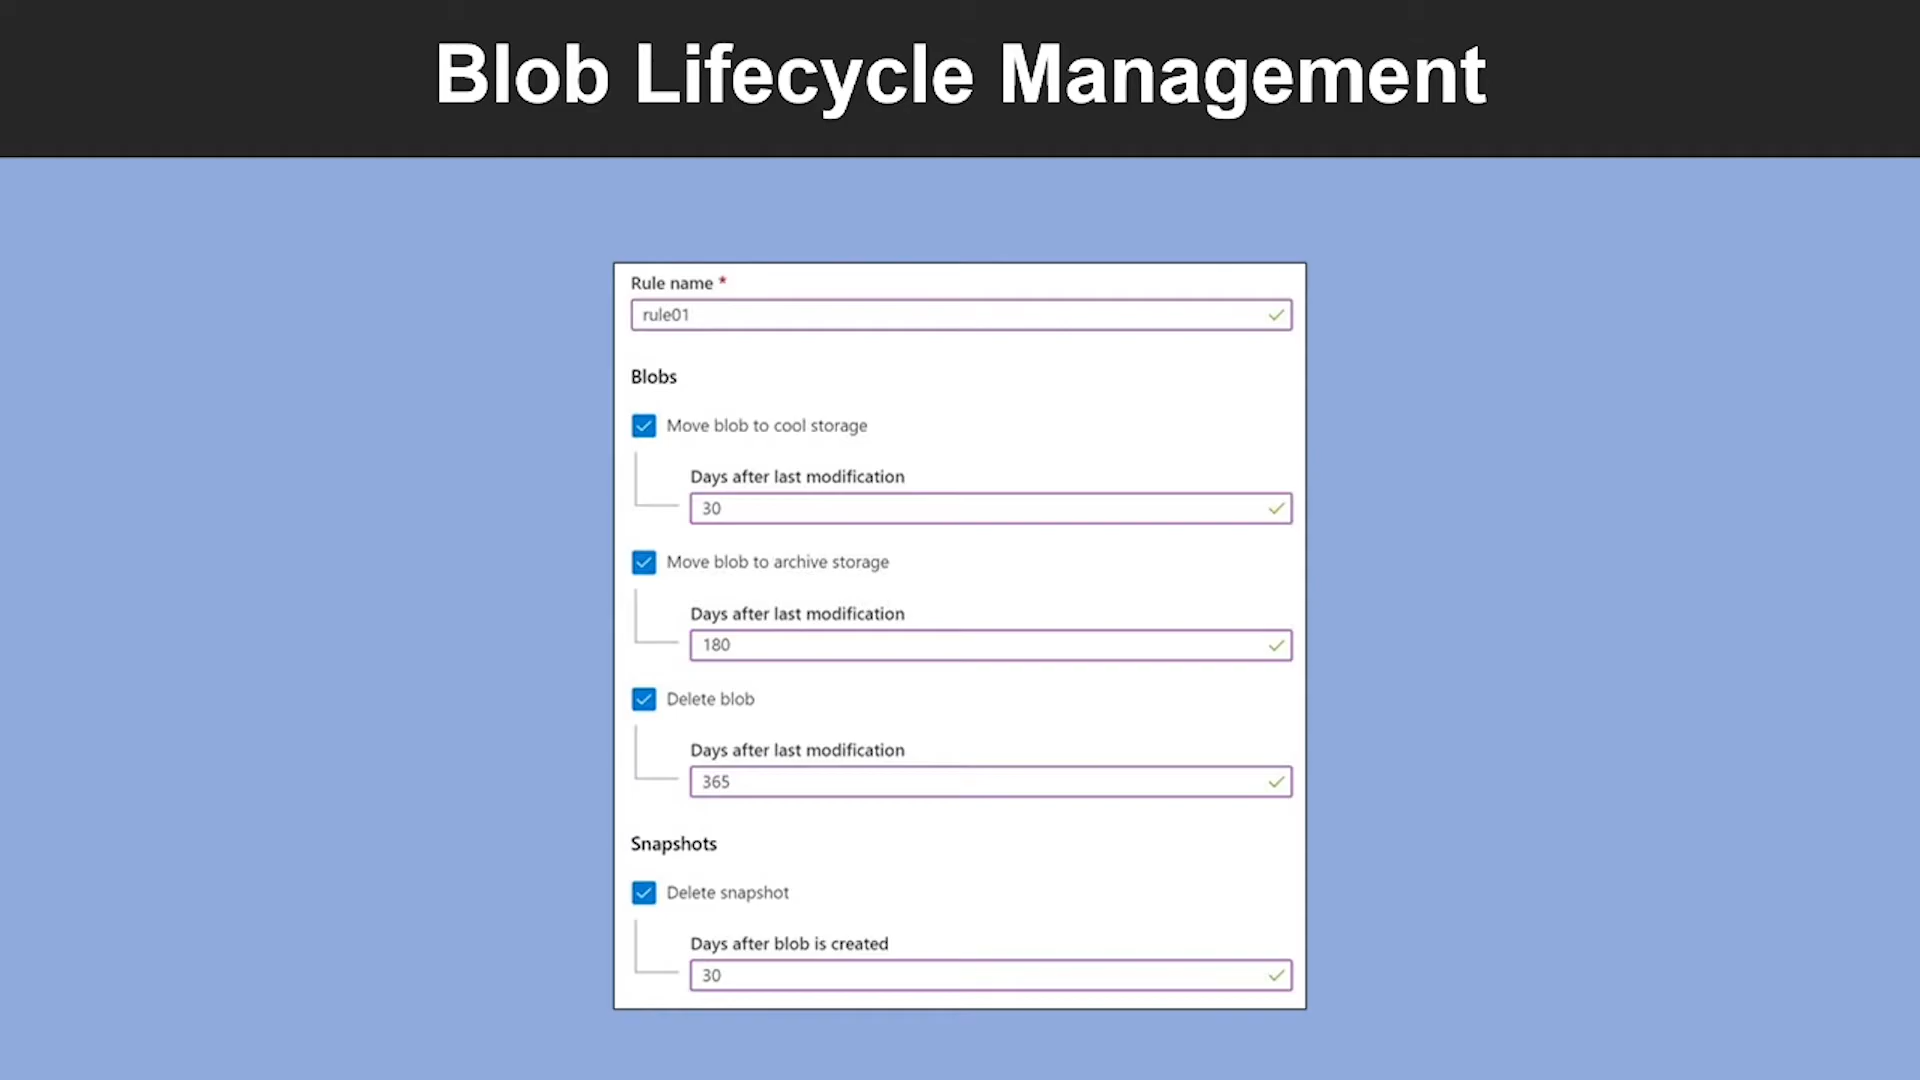 Blob Lifecycle Management
Rule name *
rule01
Blobs
Move blob to cool storage
Days after last modification
30
Move blob to archive storage
Days after last modification
180
Delete blob
Days after last modification
365
Snapshots
Delete snapshot
Days after blob is created
30